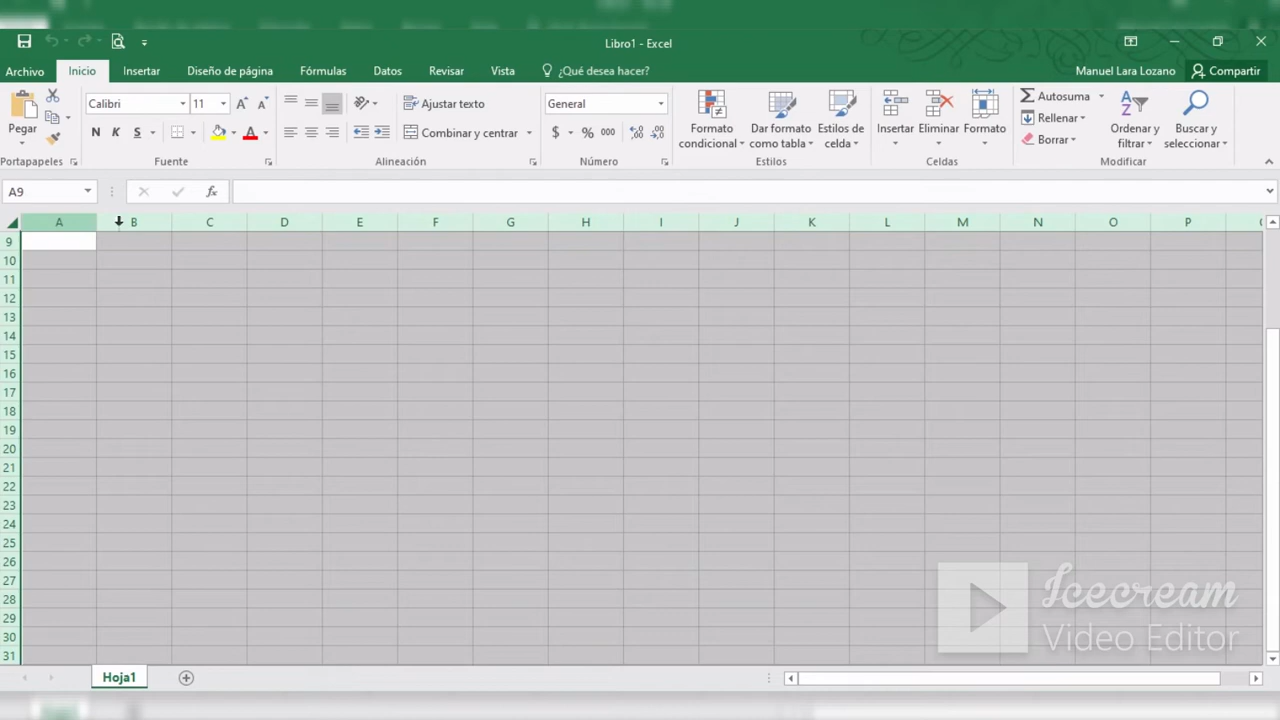 Libro1 - Excel
Archivo Inicio Insertar Diseño de página Fórmulas Datos Revisar Vista ¿Qué desea hacer? Manuel Lara Lozano Compartir
Pegar
Calibri 11
N K S
Ajustar texto
Combinar y centrar
General
$ % 000
Formato condicional
Dar formato como tabla
Estilos de celda
Insertar Eliminar Formato
Autosuma
Rellenar
Borrar
Ordenar y filtrar
Buscar y seleccionar
Portapapeles Fuente Alineación Número Estilos Celdas Modificar
A9 fx
A B C D E F G H I J K L M N O P
9
10
11
12
13
14
15
16
17
18
19
20
21
22
23
24
25
26
27
28
29
30
31
Icecream
Video Editor
Hoja1